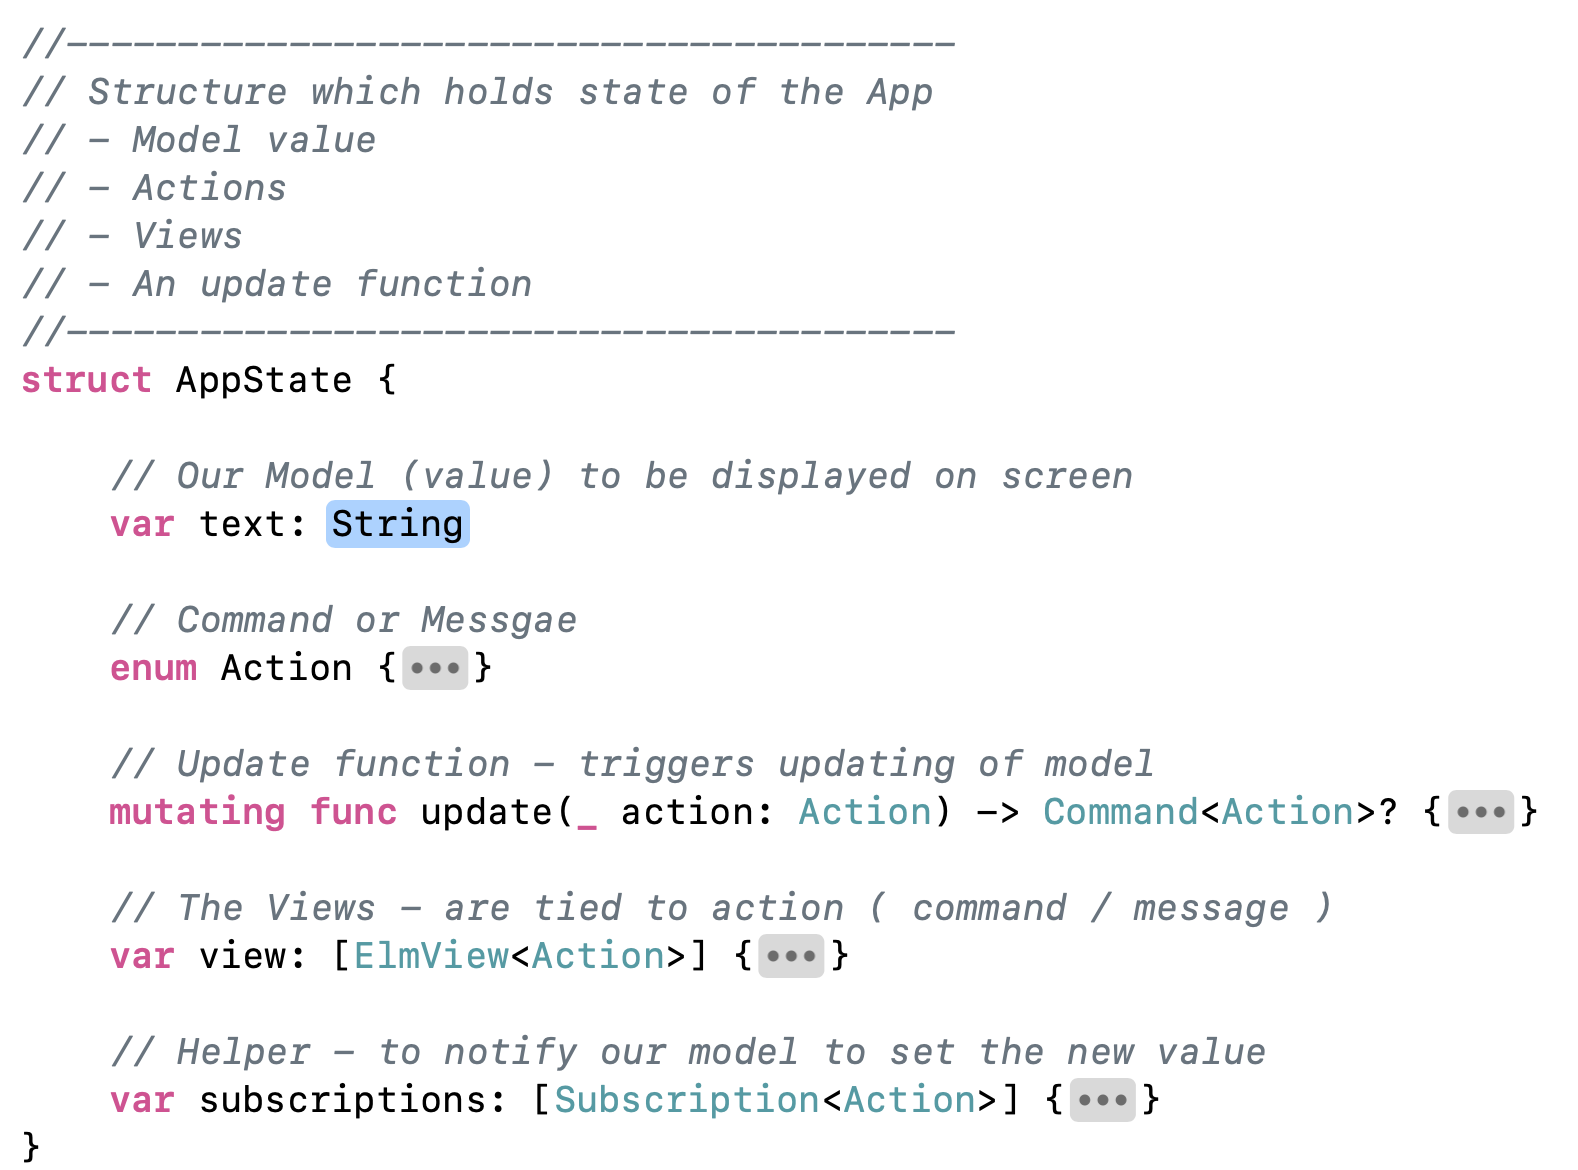 //----------------------------------------
// Structure which holds state of the App
// - Model value
// - Actions
// - Views
// - An update function
//----------------------------------------
struct AppState {
// Our Model (value) to be displayed on screen
var text: String
// Command or Messgae
enum Action {•••}
// Update function - triggers updating of model
mutating func update(_ action: Action) -> Command<Action>? {•••}
// The Views - are tied to action ( command / message )
var view: [ElmView<Action>] {•••}
// Helper - to notify our model to set the new value
var subscriptions: [Subscription<Action>] {•••}
}